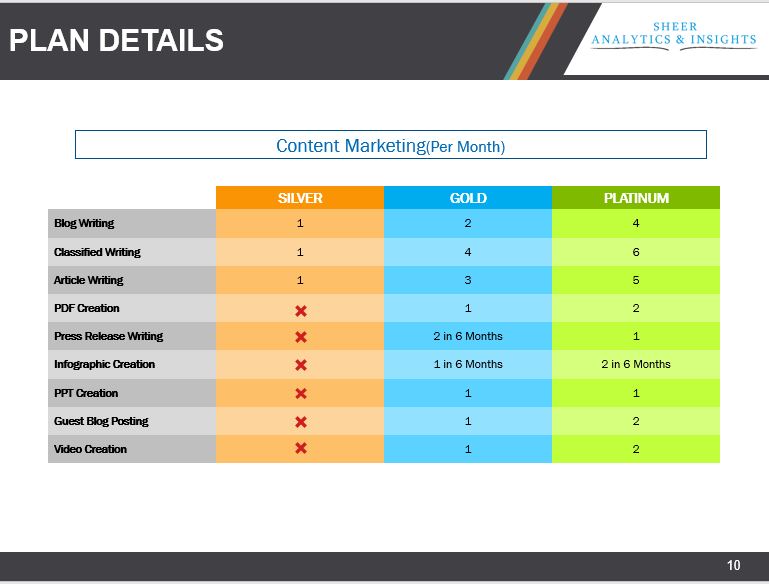 PLAN DETAILS
SHEER
ANALYTICS & INSIGHTS
Content Marketing(Per Month)
SILVER GOLD PLATINUM
Blog Writing 1 2 4
Classified Writing 1 4 6
Article Writing 1 3 5
PDF Creation 1 2
Press Release Writing 2 in 6 Months 1
Infographic Creation 1 in 6 Months 2 in 6 Months
PPT Creation 1 1
Guest Blog Posting 1 2
Video Creation 1 2
10